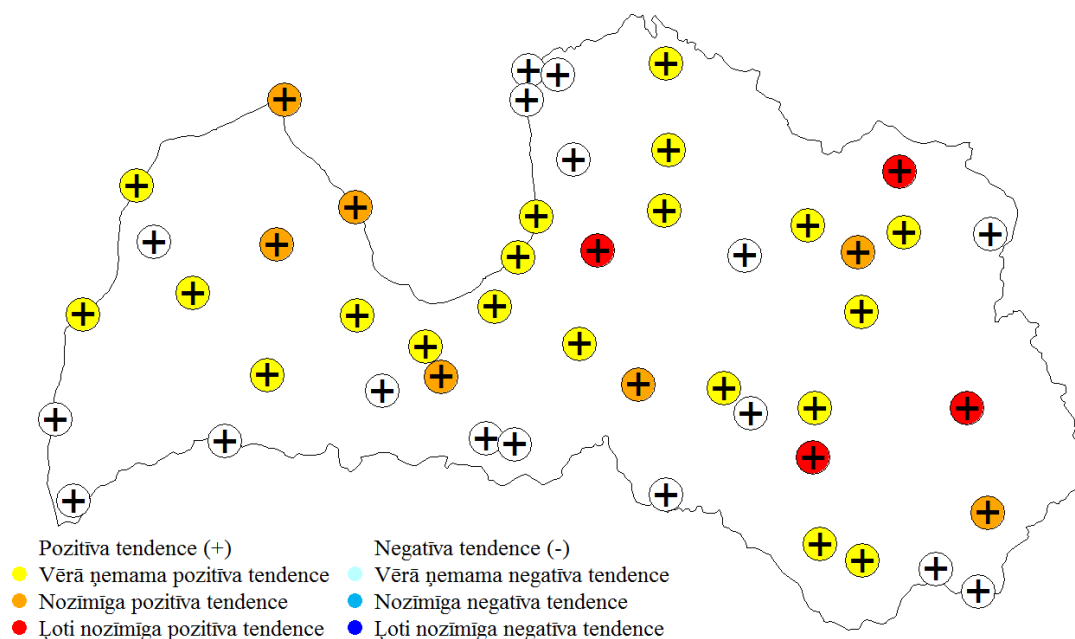 Pozitīva tendence (+)
Vērā ņemama pozitīva tendence
Nozīmīga pozitīva tendence
Ļoti nozīmīga pozitīva tendence
Negatīva tendence (-)
Vērā ņemama negatīva tendence
Nozīmīga negatīva tendence
Ļoti nozīmīga negatīva tendence